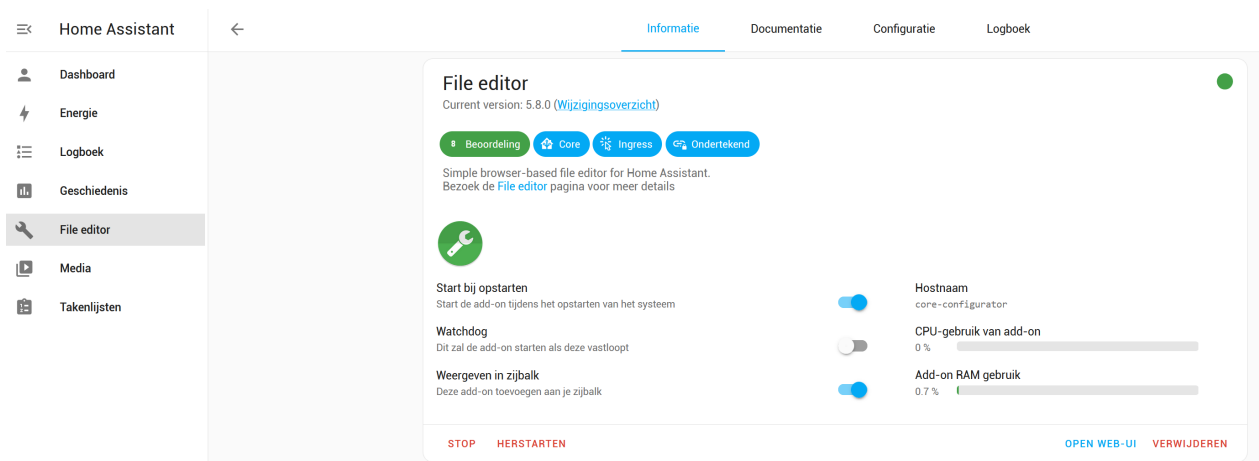 Home Assistant
Informatie
Documentatie
Configuratie
Logboek
Dashboard
Energie
Logboek
Geschiedenis
File editor
Media
Takenlijsten
File editor
Current version: 5.8.0 (Wijzigingsoverzicht)
8 Beoordeling
Core
Ingress
Ondertekend
Simple browser-based file editor for Home Assistant.
Bezoek de File editor pagina voor meer details
Start bij opstarten
Start de add-on tijdens het opstarten van het systeem
Watchdog
Dit zal de add-on starten als deze vastloopt
Weergeven in zijbalk
Deze add-on toevoegen aan je zijbalk
Hostnaam
core-configurator
CPU-gebruik van add-on
0 %
Add-on RAM gebruik
0.7 %
STOP
HERSTARTEN
OPEN WEB-UI
VERWIJDEREN